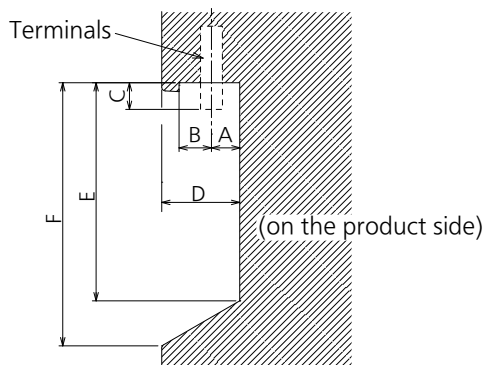 Terminals
C
B A
D
E
F
(on the product side)